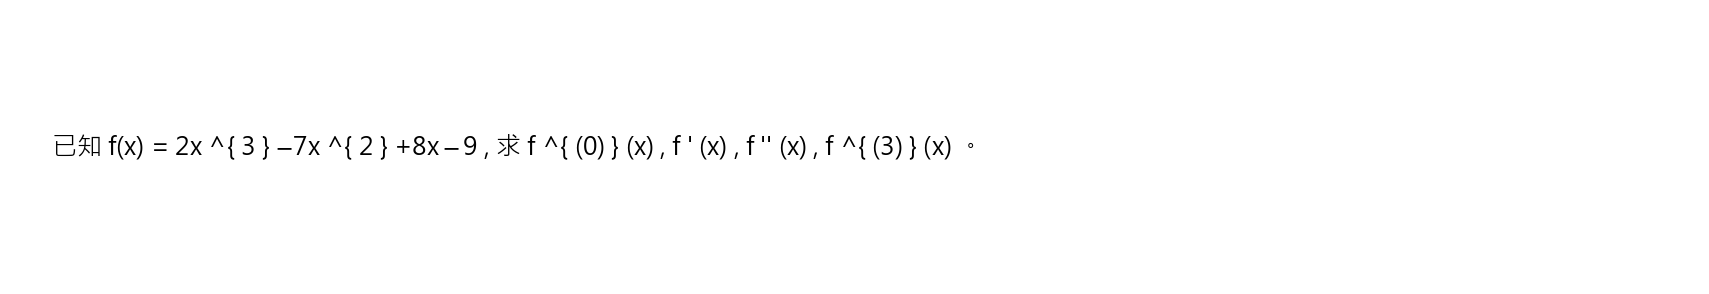 已知 f(x) = 2x ^{ 3 } –7x ^{ 2 } +8x – 9 , 求 f ^{ (0) } (x) , f ' (x) , f '' (x) , f ^{ (3) } (x) 。